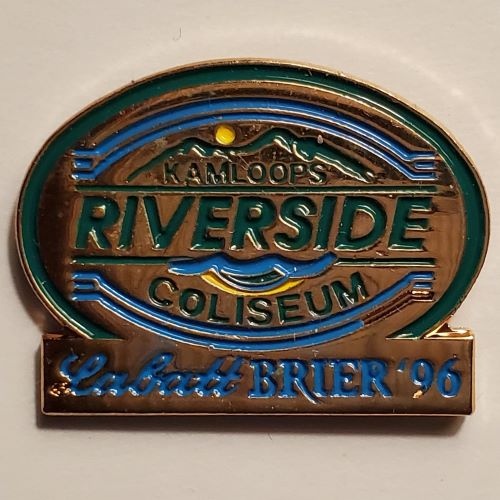 KAMLOOPS
RIVERSIDE
COLISEUM
Labatt BRIER '96